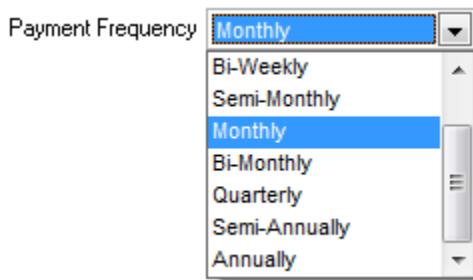 Payment Frequency Monthly
Bi-Weekly
Semi-Monthly
Monthly
Bi-Monthly
Quarterly
Semi-Annually
Annually